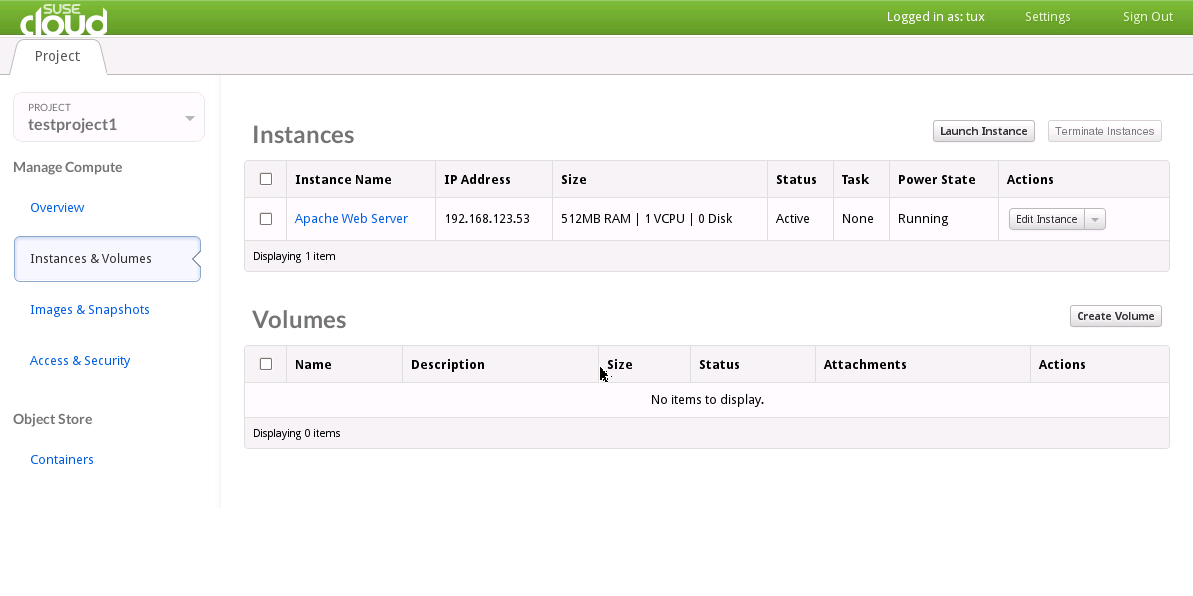 SUSE
cloud
Logged in as: tux Settings Sign Out
Project
PROJECT
testproject1
Manage Compute
Overview
Instances & Volumes
Images & Snapshots
Access & Security
Object Store
Containers
Instances
Launch Instance Terminate Instances
Instance Name IP Address Size Status Task Power State Actions
Apache Web Server 192.168.123.53 512MB RAM | 1 VCPU | 0 Disk Active None Running Edit Instance
Displaying 1 item
Volumes
Create Volume
Name Description Size Status Attachments Actions
No items to display.
Displaying 0 items